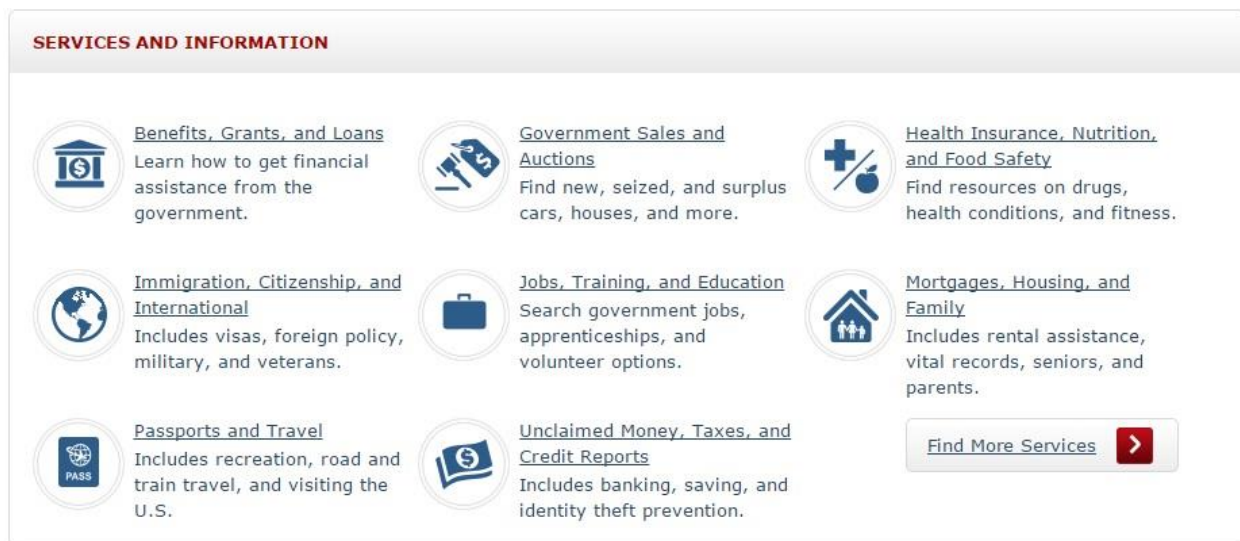 SERVICES AND INFORMATION
Benefits, Grants, and Loans
Learn how to get financial
assistance from the
government.
Government Sales and
Auctions
Find new, seized, and surplus
cars, houses, and more.
Health Insurance, Nutrition,
and Food Safety
Find resources on drugs,
health conditions, and fitness.
Immigration, Citizenship, and
International
Includes visas, foreign policy,
military, and veterans.
Jobs, Training, and Education
Search government jobs,
apprenticeships, and
volunteer options.
Mortgages, Housing, and
Family
Includes rental assistance,
vital records, seniors, and
parents.
PASS
Passports and Travel
Includes recreation, road and
train travel, and visiting the
U.S.
Unclaimed Money, Taxes, and
Credit Reports
Includes banking, saving, and
identity theft prevention.
Find More Services